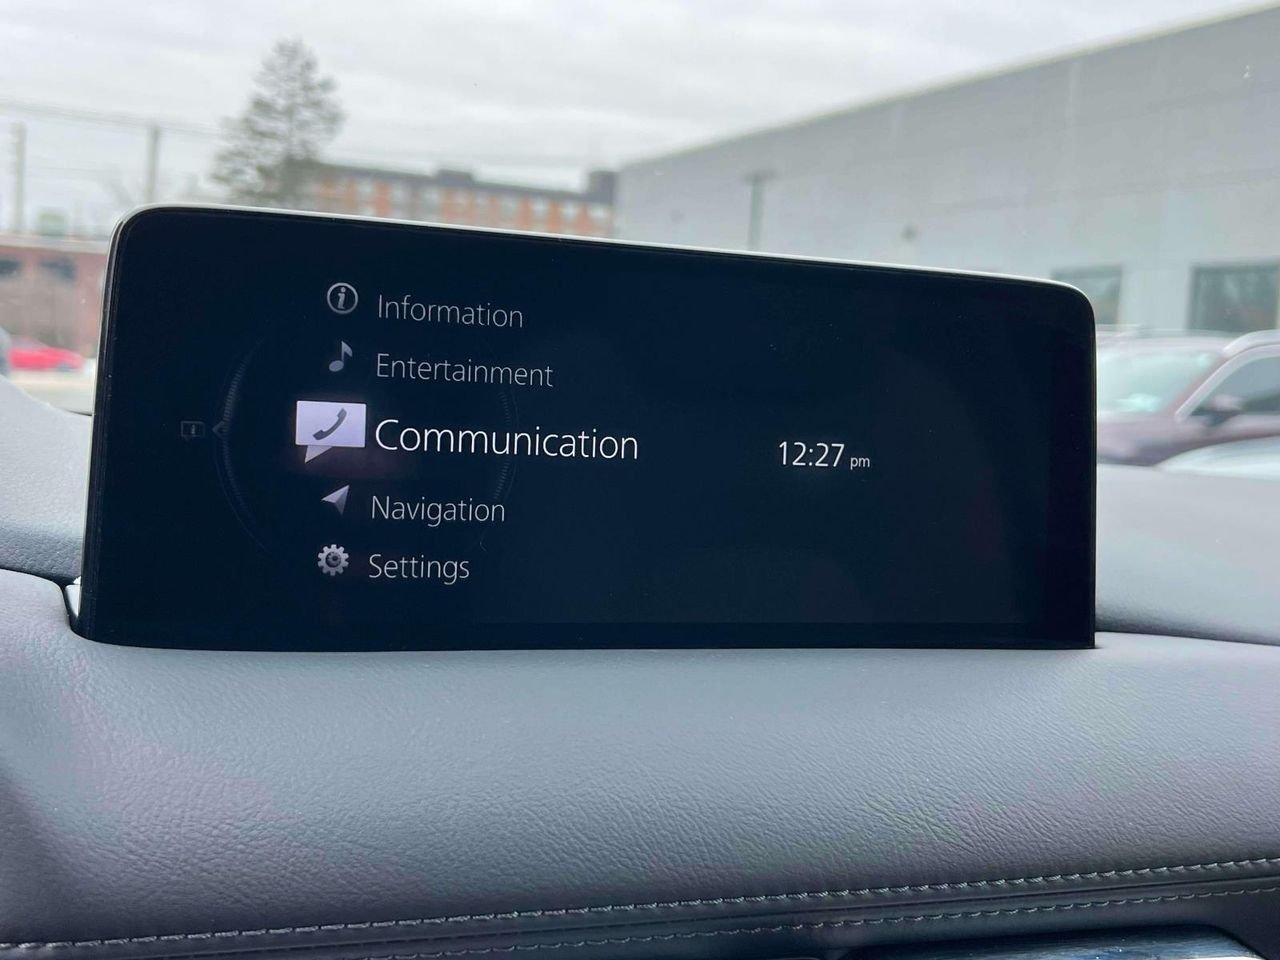 Information
Entertainment
Communication
12:27 pm
Navigation
Settings